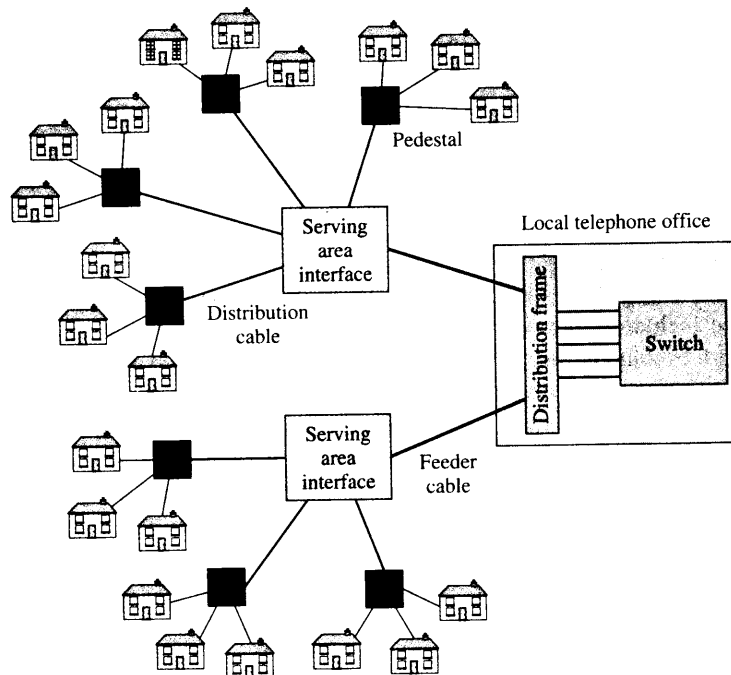 Pedestal
Serving
area
interface
Local telephone office
Distribution frame
Switch
Distribution
cable
Serving
area
interface
Feeder
cable